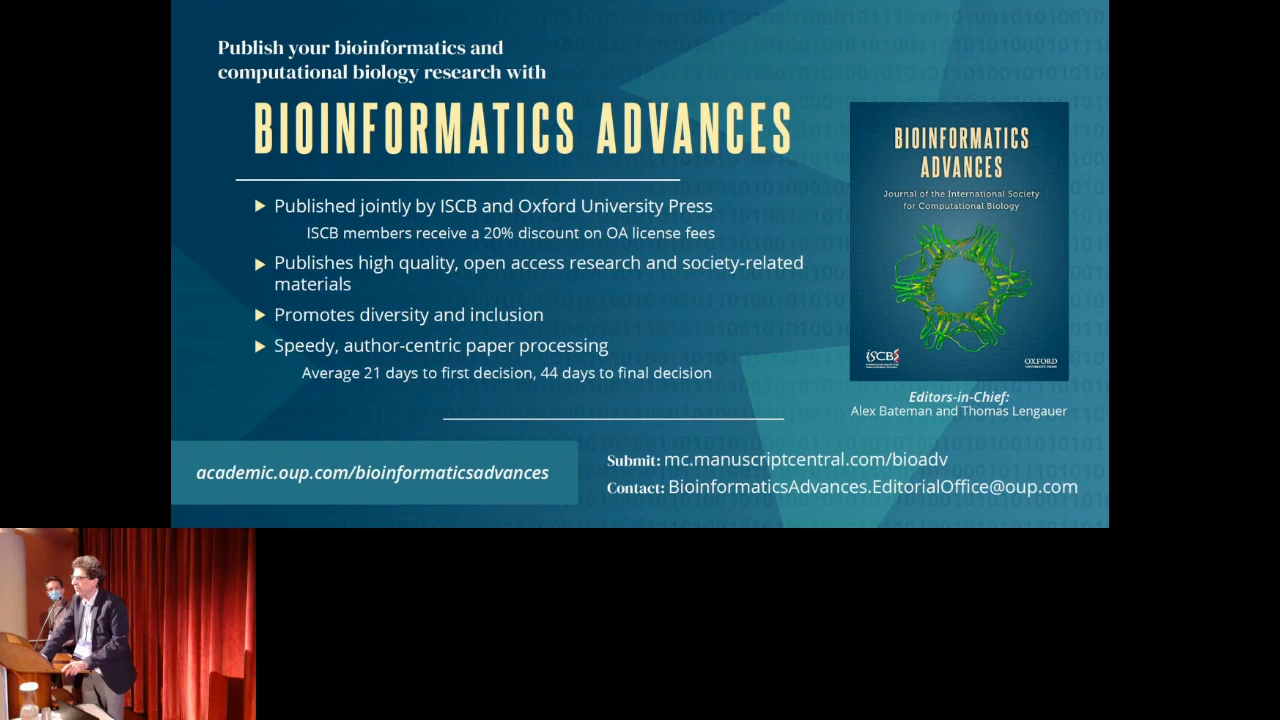 Publish your bioinformatics and
computational biology research with
BIOINFORMATICS ADVANCES
Published jointly by ISCB and Oxford University Press
ISCB members receive a 20% discount on OA license fees
Publishes high quality, open access research and society-related
materials
Promotes diversity and inclusion
Speedy, author-centric paper processing
Average 21 days to first decision, 44 days to final decision
BIOINFORMATICS
ADVANCES
Journal of the International Society
for Computational Biology
iSCB
OXFORD
UNIVERSITY PRESS
Editors-in-Chief:
Alex Bateman and Thomas Lengauer
academic.oup.com/bioinformaticsadvances
Submit: mc.manuscriptcentral.com/bioadv
Contact: BioinformaticsAdvances.EditorialOffice@oup.com